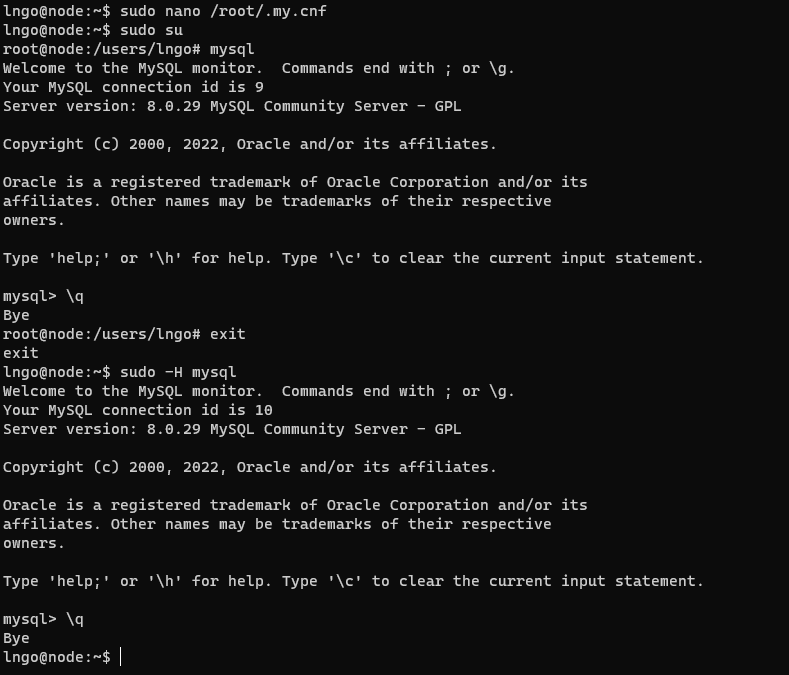 lngo@node:~$ sudo nano /root/.my.cnf
lngo@node:~$ sudo su
root@node:/users/lngo# mysql
Welcome to the MySQL monitor.  Commands end with ; or \g.
Your MySQL connection id is 9
Server version: 8.0.29 MySQL Community Server - GPL

Copyright (c) 2000, 2022, Oracle and/or its affiliates.

Oracle is a registered trademark of Oracle Corporation and/or its
affiliates. Other names may be trademarks of their respective
owners.

Type 'help;' or '\h' for help. Type '\c' to clear the current input statement.

mysql> \q
Bye
root@node:/users/lngo# exit
exit
lngo@node:~$ sudo -H mysql
Welcome to the MySQL monitor.  Commands end with ; or \g.
Your MySQL connection id is 10
Server version: 8.0.29 MySQL Community Server - GPL

Copyright (c) 2000, 2022, Oracle and/or its affiliates.

Oracle is a registered trademark of Oracle Corporation and/or its
affiliates. Other names may be trademarks of their respective
owners.

Type 'help;' or '\h' for help. Type '\c' to clear the current input statement.

mysql> \q
Bye
lngo@node:~$